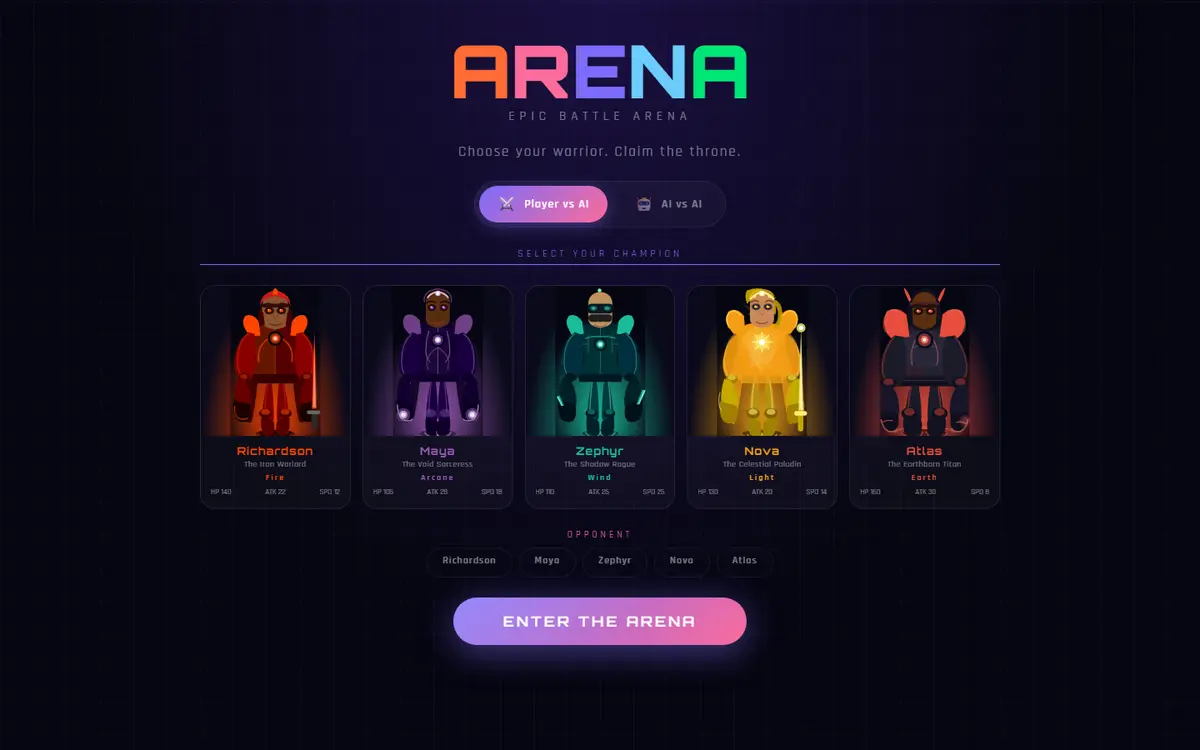 ARENA
EPIC BATTLE ARENA
Choose your warrior. Claim the throne.
Player vs AI
AI vs AI
SELECT YOUR CHAMPION
Richardson
The Iron Warlord
Fire
HP 140 ATK 22 SPD 12
Maya
The Void Sorceress
Arcane
HP 105 ATK 28 SPD 18
Zephyr
The Shadow Rogue
Wind
HP 110 ATK 25 SPD 25
Nova
The Celestial Paladin
Light
HP 130 ATK 20 SPD 14
Atlas
The Earthborn Titan
Earth
HP 160 ATK 30 SPD 8
OPPONENT
Richardson Maya Zephyr Nova Atlas
ENTER THE ARENA